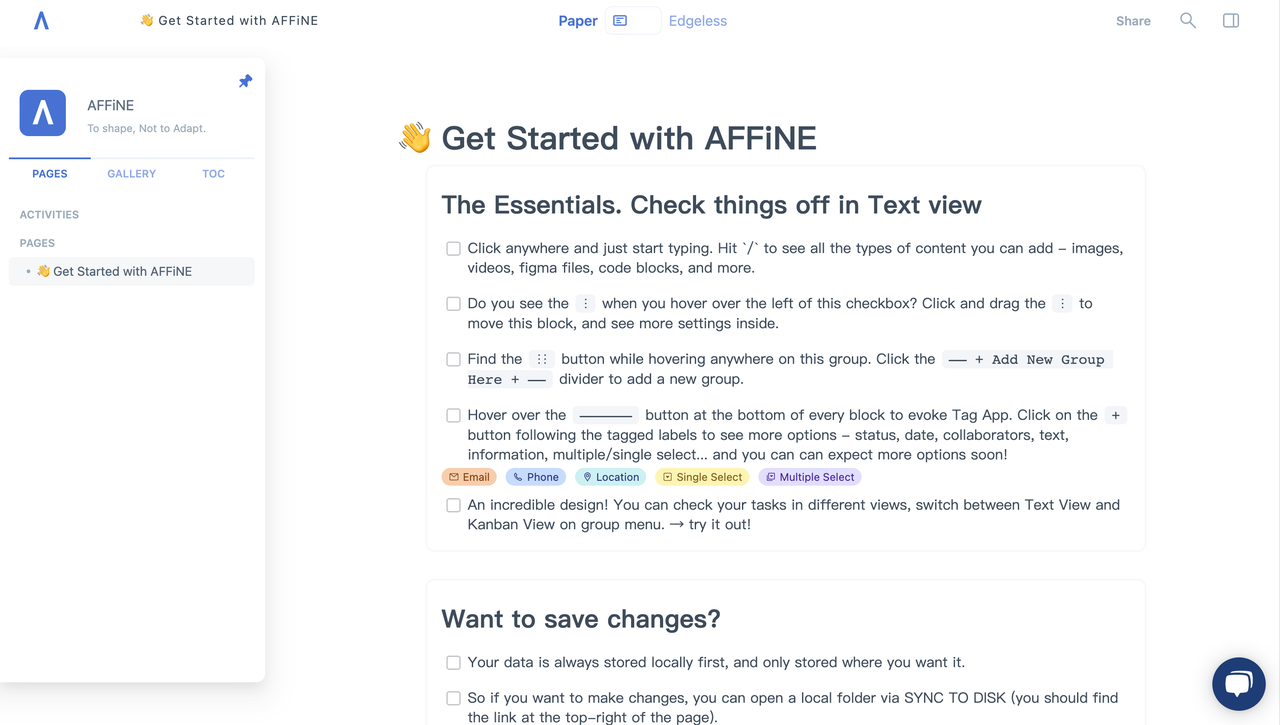 👋 Get Started with AFFiNE
Paper
Edgeless
Share
AFFiNE
To shape, Not to Adapt.
PAGES
GALLERY
TOC
ACTIVITIES
PAGES
• 👋 Get Started with AFFiNE
👋 Get Started with AFFiNE
The Essentials. Check things off in Text view
Click anywhere and just start typing. Hit `/` to see all the types of content you can add – images,
videos, figma files, code blocks, and more.
Do you see the ⋮ when you hover over the left of this checkbox? Click and drag the ⋮ to
move this block, and see more settings inside.
Find the ⋮⋮ button while hovering anywhere on this group. Click the —— + Add New Group
Here + —— divider to add a new group.
Hover over the ———— button at the bottom of every block to evoke Tag App. Click on the +
button following the tagged labels to see more options – status, date, collaborators, text,
information, multiple/single select... and you can can expect more options soon!
Email Phone Location Single Select Multiple Select
An incredible design! You can check your tasks in different views, switch between Text View and
Kanban View on group menu. → try it out!
Want to save changes?
Your data is always stored locally first, and only stored where you want it.
So if you want to make changes, you can open a local folder via SYNC TO DISK (you should find
the link at the top-right of the page).